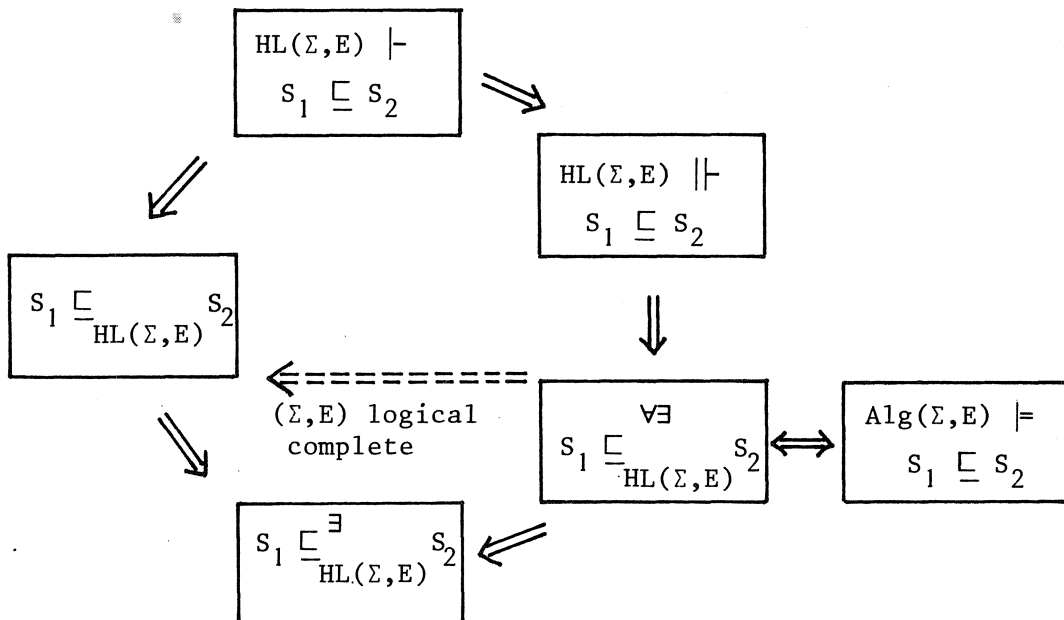 HL(Σ,E) |-
S₁ ⊑ S₂
HL(Σ,E) ||-
S₁ ⊑ S₂
S₁ ⊑_HL(Σ,E) S₂
(Σ,E) logical
complete
∀∃
S₁ ⊑_HL(Σ,E) S₂
Alg(Σ,E) |=
S₁ ⊑ S₂
∃
S₁ ⊑_HL(Σ,E) S₂